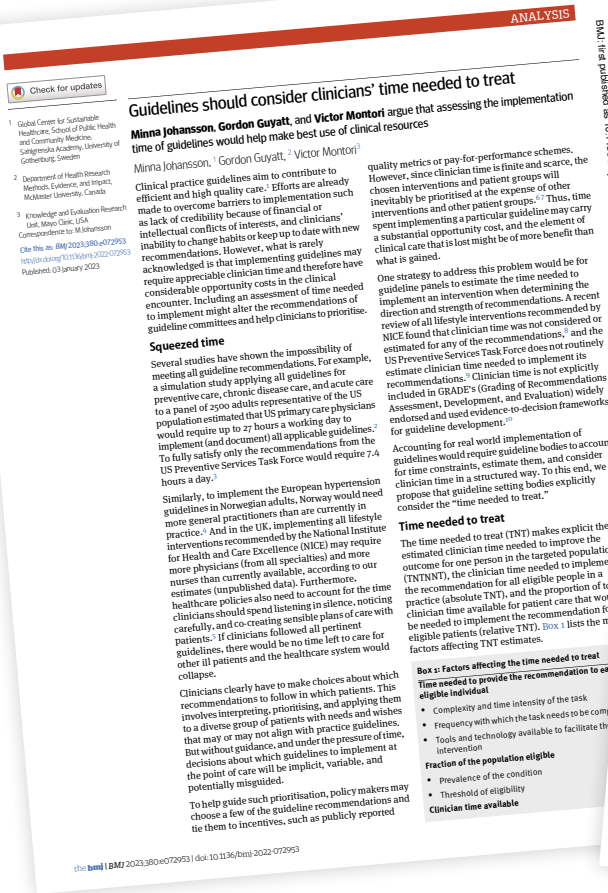 ANALYSIS
BMJ: first published as 10.
Check for updates
1 Global Center for Sustainable
Healthcare, School of Public Health
and Community Medicine,
Sahlgrenska Academy, University of
Gothenburg, Sweden
2 Department of Health Research
Methods, Evidence, and Impact,
McMaster University, Canada
3 Knowledge and Evaluation Research
Unit, Mayo Clinic, USA
Correspondence to: M Johansson
Cite this as: BMJ 2023;380:e072953
http://dx.doi.org/10.1136/bmj-2022-072953
Published: 03 January 2023
Guidelines should consider clinicians' time needed to treat
Minna Johansson, Gordon Guyatt, and Victor Montori argue that assessing the implementation
time of guidelines would help make best use of clinical resources
Minna Johansson, 1 Gordon Guyatt, 2 Victor Montori3
Clinical practice guidelines aim to contribute to
efficient and high quality care.1 Efforts are already
made to overcome barriers to implementation such
as lack of credibility because of financial or
intellectual conflicts of interests, and clinicians'
inability to change habits or keep up to date with new
recommendations. However, what is rarely
acknowledged is that implementing guidelines may
require appreciable clinician time and therefore have
considerable opportunity costs in the clinical
encounter. Including an assessment of time needed
to implement might alter the recommendations of
guideline committees and help clinicians to prioritise.
Squeezed time
Several studies have shown the impossibility of
meeting all guideline recommendations. For example,
a simulation study applying all guidelines for
preventive care, chronic disease care, and acute care
to a panel of 2500 adults representative of the US
population estimated that US primary care physicians
would require up to 27 hours a working day to
implement (and document) all applicable guidelines.2
To fully satisfy only the recommendations from the
US Preventive Services Task Force would require 7.4
hours a day.3
Similarly, to implement the European hypertension
guidelines in Norwegian adults, Norway would need
more general practitioners than are currently in
practice.4 And in the UK, implementing all lifestyle
interventions recommended by the National Institute
for Health and Care Excellence (NICE) may require
more physicians (from all specialties) and more
nurses than currently available, according to our
estimates (unpublished data). Furthermore,
healthcare policies also need to account for the time
clinicians should spend listening in silence, noticing
carefully, and co-creating sensible plans of care with
patients.5 If clinicians followed all pertinent
guidelines, there would be no time left to care for
other ill patients and the healthcare system would
collapse.
Clinicians clearly have to make choices about which
recommendations to follow in which patients. This
involves interpreting, prioritising, and applying them
to a diverse group of patients with needs and wishes
that may or may not align with practice guidelines.
But without guidance, and under the pressure of time,
decisions about which guidelines to implement at
the point of care will be implicit, variable, and
potentially misguided.
To help guide such prioritisation, policy makers may
choose a few of the guideline recommendations and
tie them to incentives, such as publicly reported
quality metrics or pay-for-performance schemes.
However, since clinician time is finite and scarce, the
chosen interventions and patient groups will
inevitably be prioritised at the expense of other
interventions and other patient groups.6 7 Thus, time
spent implementing a particular guideline may carry
a substantial opportunity cost, and the element of
clinical care that is lost might be of more benefit than
what is gained.
One strategy to address this problem would be for
guideline panels to estimate the time needed to
implement an intervention when determining the
direction and strength of recommendations. A recent
review of all lifestyle interventions recommended by
NICE found that clinician time was not considered or
estimated for any of the recommendations,8 and the
US Preventive Services Task Force does not routinely
estimate clinician time needed to implement its
recommendations.9 Clinician time is not explicitly
included in GRADE's (Grading of Recommendations
Assessment, Development, and Evaluation) widely
endorsed and used evidence-to-decision frameworks
for guideline development.10
Accounting for real world implementation of
guidelines would require guideline bodies to account
for time constraints, estimate them, and consider
clinician time in a structured way. To this end, we
propose that guideline setting bodies explicitly
consider the "time needed to treat."
Time needed to treat
The time needed to treat (TNT) makes explicit the
estimated clinician time needed to improve the
outcome for one person in the targeted populatio
(TNTNNT), the clinician time needed to impleme
the recommendation for all eligible people in a
practice (absolute TNT), and the proportion of to
clinician time available for patient care that wou
be needed to implement the recommendation fo
eligible patients (relative TNT). Box 1 lists the m
factors affecting TNT estimates.
Box 1: Factors affecting the time needed to treat
Time needed to provide the recommendation to ea
eligible individual
• Complexity and time intensity of the task
• Frequency with which the task needs to be comp
• Tools and technology available to facilitate th
intervention
Fraction of the population eligible
• Prevalence of the condition
• Threshold of eligibility
Clinician time available
the bmj | BMJ 2023;380:e072953 | doi: 10.1136/bmj-2022-072953